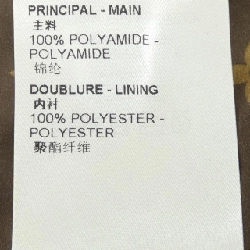 PRINCIPAL - MAIN
主料
100% POLYAMIDE -
POLYAMIDE
锦纶
DOUBLURE - LINING
内衬
100% POLYESTER -
POLYESTER
聚酯纤维